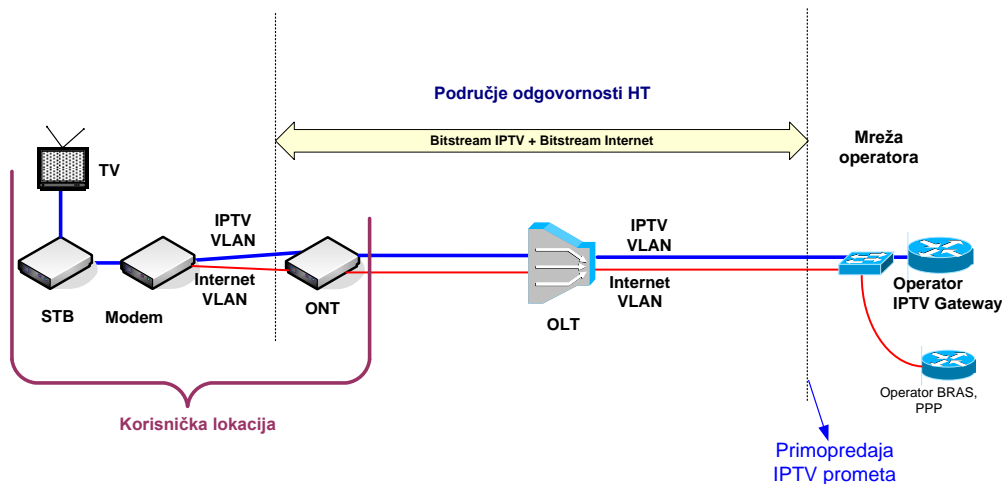 Područje odgovornosti HT
Bitstream IPTV + Bitstream Internet
Mreža
operatora
TV
IPTV
VLAN
Internet
VLAN
STB
Modem
ONT
OLT
IPTV
VLAN
Internet
VLAN
Operator
IPTV Gateway
Operator BRAS,
PPP
Korisnička lokacija
Primopredaja
IPTV prometa